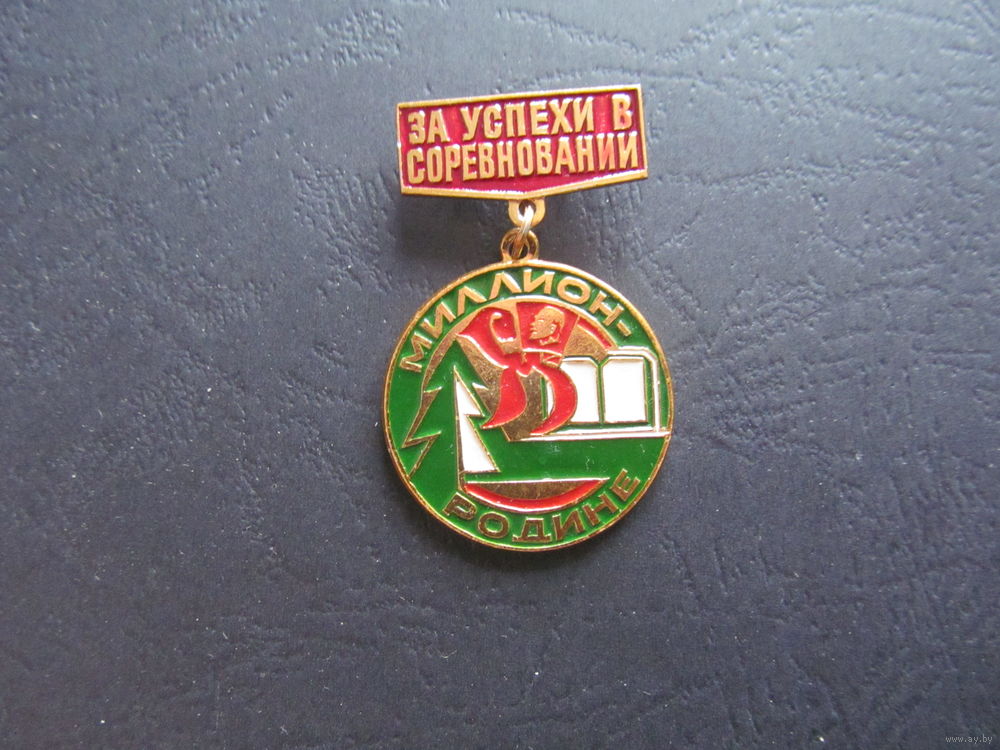 ЗА УСПЕХИ В
СОРЕВНОВАНИИ
МИЛЛИОН-
РОДИНЕ
www.ay.by